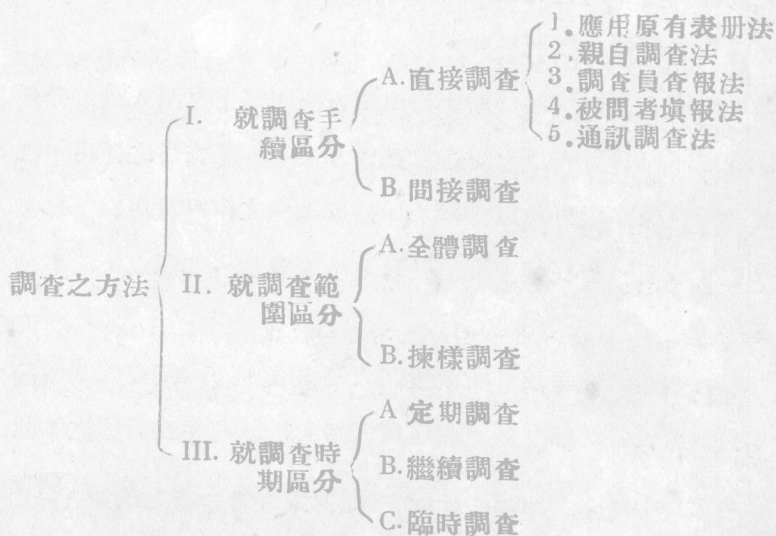 調查之方法
I. 就調查手
續區分
A.直接調查
1.應用原有表册法
2.親自調查法
3.調查員查報法
4.被問者填報法
5.通訊調查法
B.間接調查
II. 就調查範
圍區分
A.全體調查
B.揀樣調查
III. 就調查時
期區分
A 定期調查
B.繼續調查
C.臨時調查